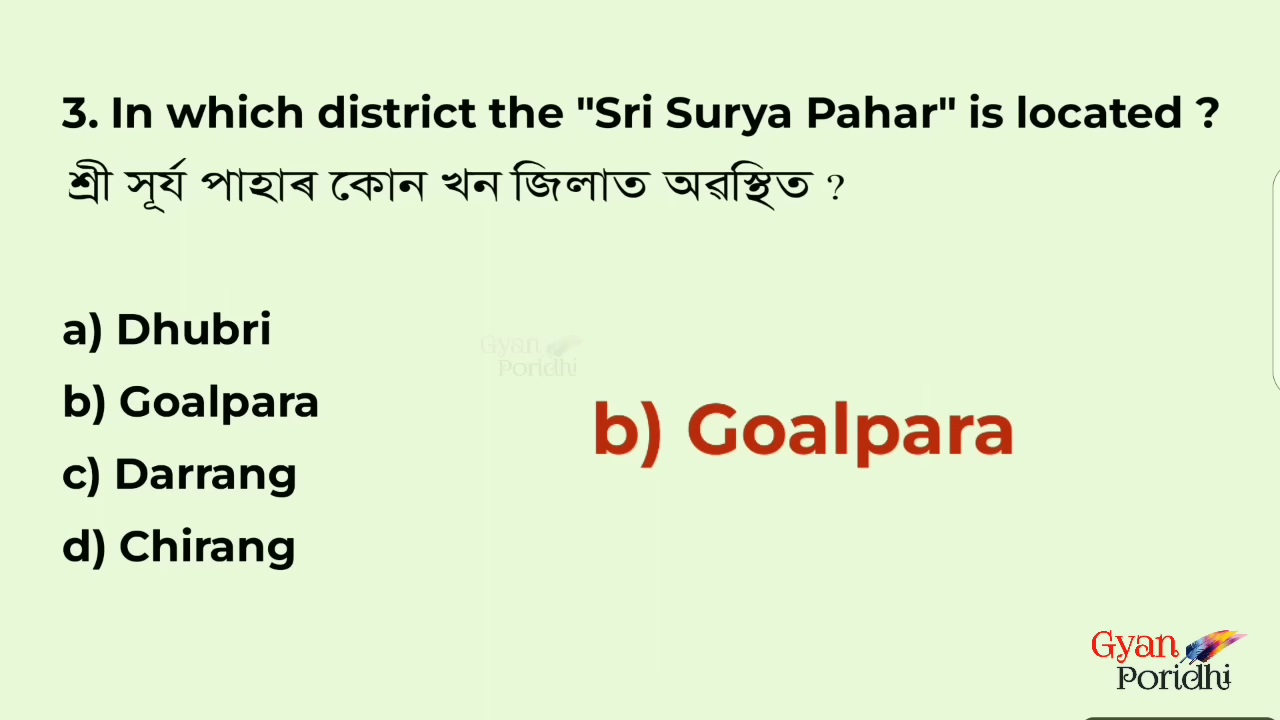 3. In which district the "Sri Surya Pahar" is located ?
শ্ৰী সূৰ্য পাহাৰ কোন খন জিলাত অৱস্থিত ?
a) Dhubri
b) Goalpara
c) Darrang
d) Chirang
b) Goalpara
Gyan
Poridhi
Gyan
Poridhi